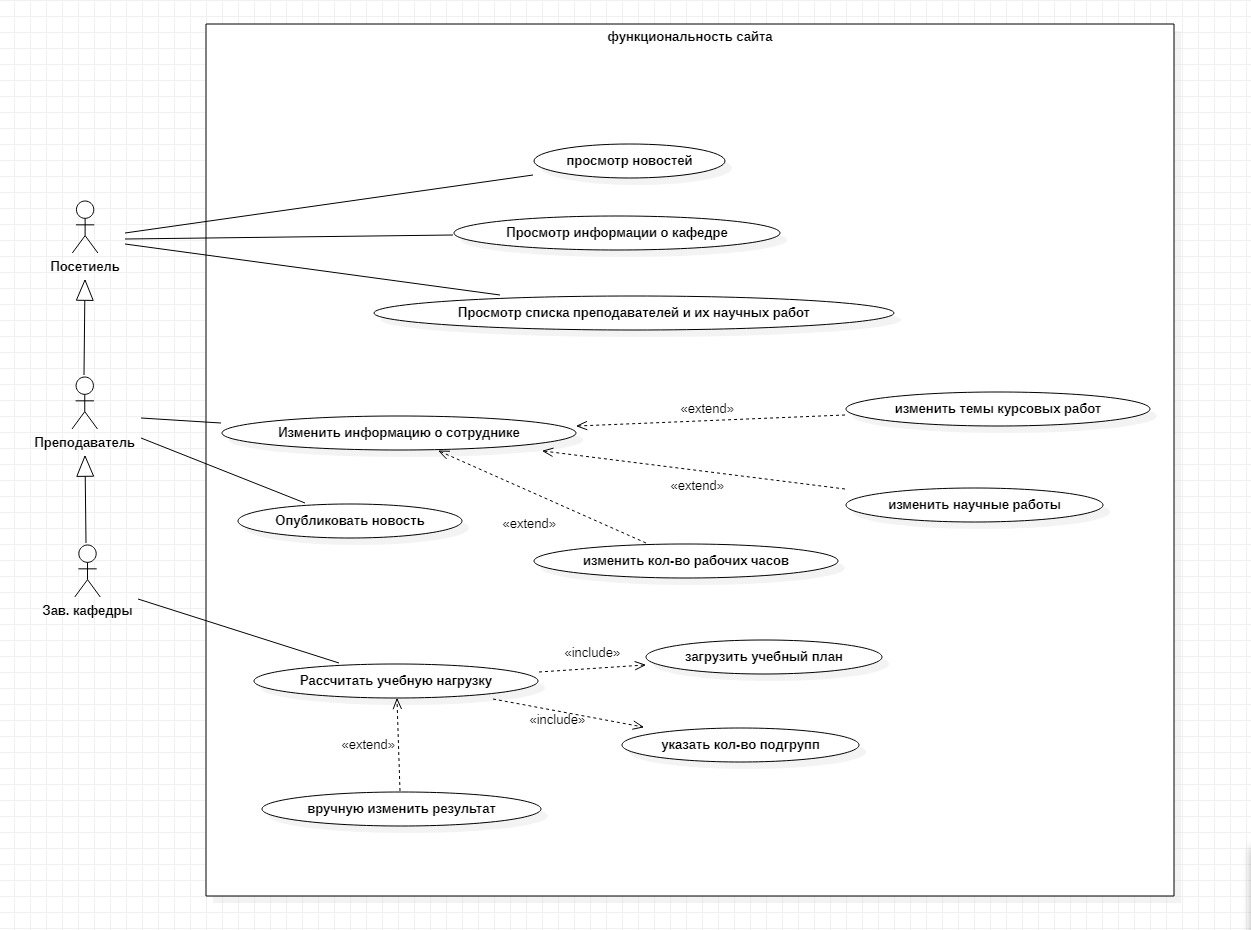 функциональность сайта
просмотр новостей
Просмотр информации о кафедре
Посетиель
Просмотр списка преподавателей и их научных работ
«extend»
изменить темы курсовых работ
Изменить информацию о сотруднике
Преподаватель
«extend»
изменить научные работы
Опубликовать новость
«extend»
изменить кол-во рабочих часов
Зав. кафедры
«include»
загрузить учебный план
Рассчитать учебную нагрузку
«include»
«extend»
указать кол-во подгрупп
вручную изменить результат